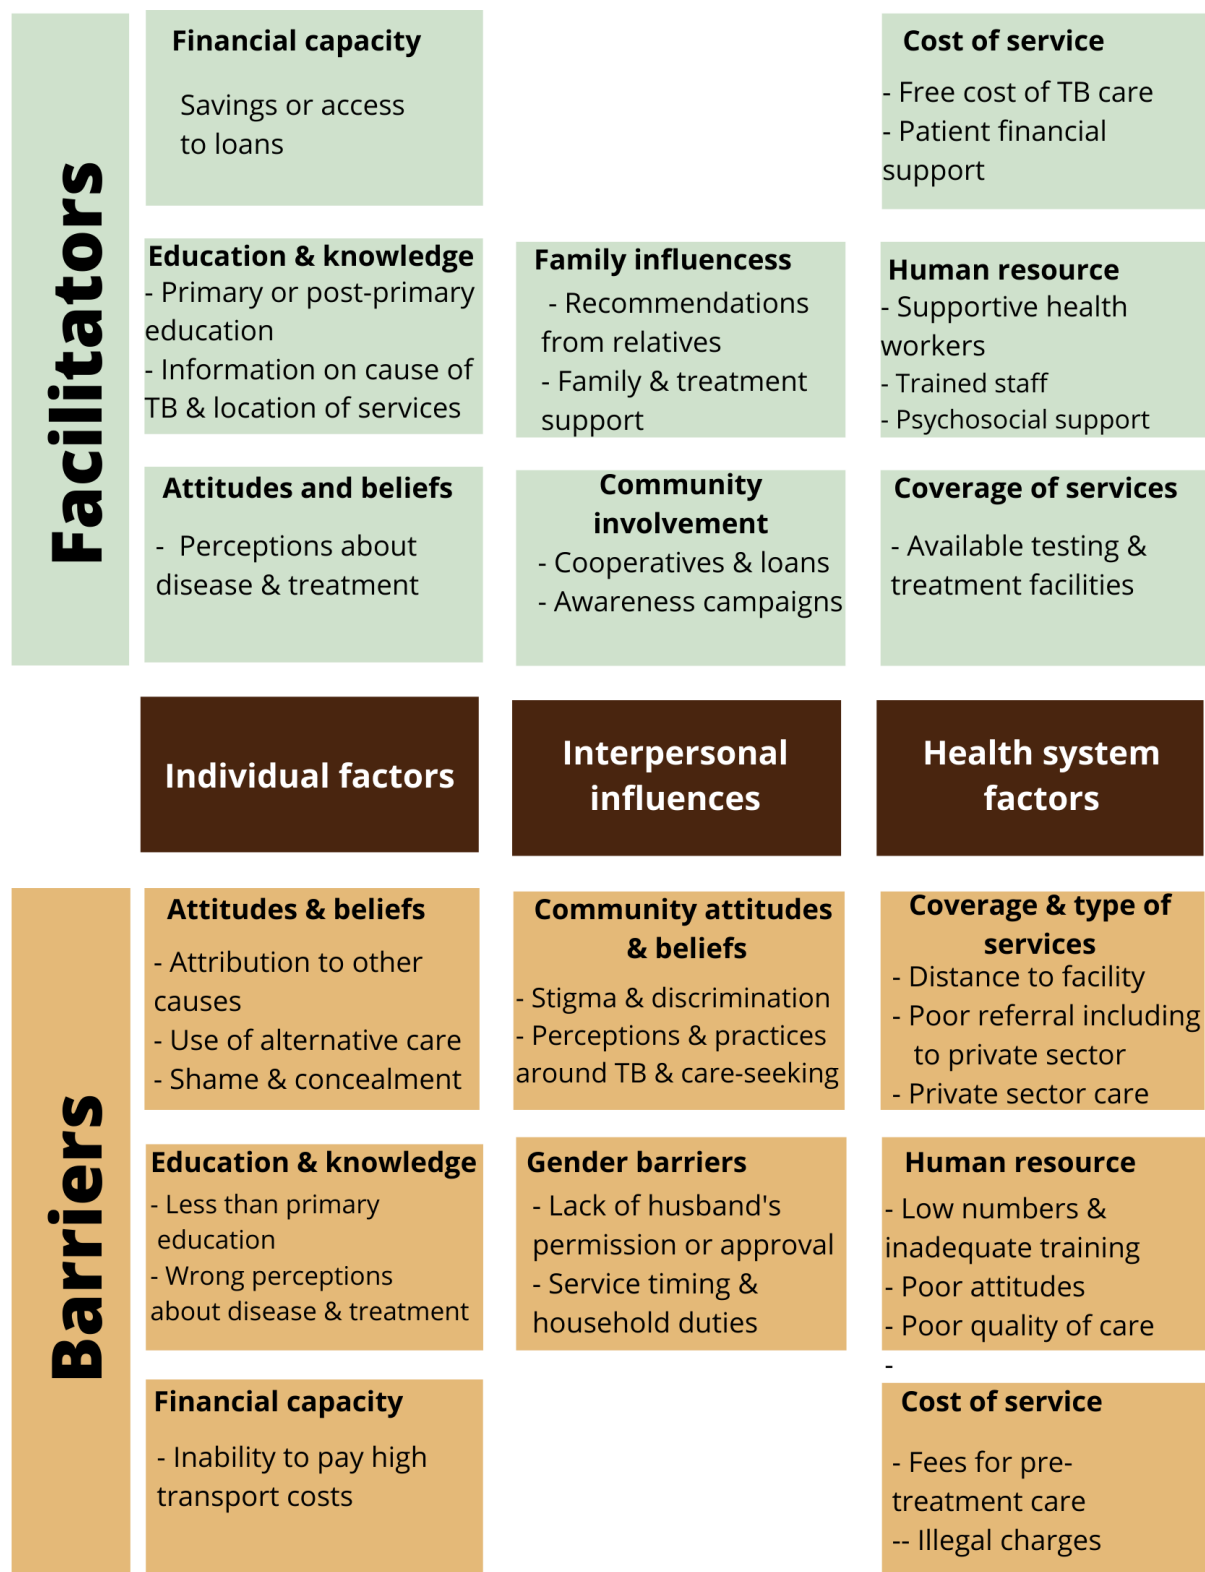 Facilitators
Financial capacity
Savings or access
to loans
Cost of service
- Free cost of TB care
- Patient financial
support
Education & knowledge
- Primary or post-primary
education
- Information on cause of
TB & location of services
Family influencess
- Recommendations
from relatives
- Family & treatment
support
Human resource
- Supportive health
workers
- Trained staff
- Psychosocial support
Attitudes and beliefs
- Perceptions about
disease & treatment
Community
involvement
- Cooperatives & loans
- Awareness campaigns
Coverage of services
- Available testing &
treatment facilities
Individual factors
Interpersonal
influences
Health system
factors
Barriers
Attitudes & beliefs
- Attribution to other
causes
- Use of alternative care
- Shame & concealment
Community attitudes
& beliefs
- Stigma & discrimination
- Perceptions & practices
around TB & care-seeking
Coverage & type of
services
- Distance to facility
- Poor referral including
to private sector
- Private sector care
Education & knowledge
- Less than primary
education
- Wrong perceptions
about disease & treatment
Gender barriers
- Lack of husband's
permission or approval
- Service timing &
household duties
Human resource
- Low numbers &
inadequate training
- Poor attitudes
- Poor quality of care
-
Financial capacity
- Inability to pay high
transport costs
Cost of service
- Fees for pre-
treatment care
-- Illegal charges